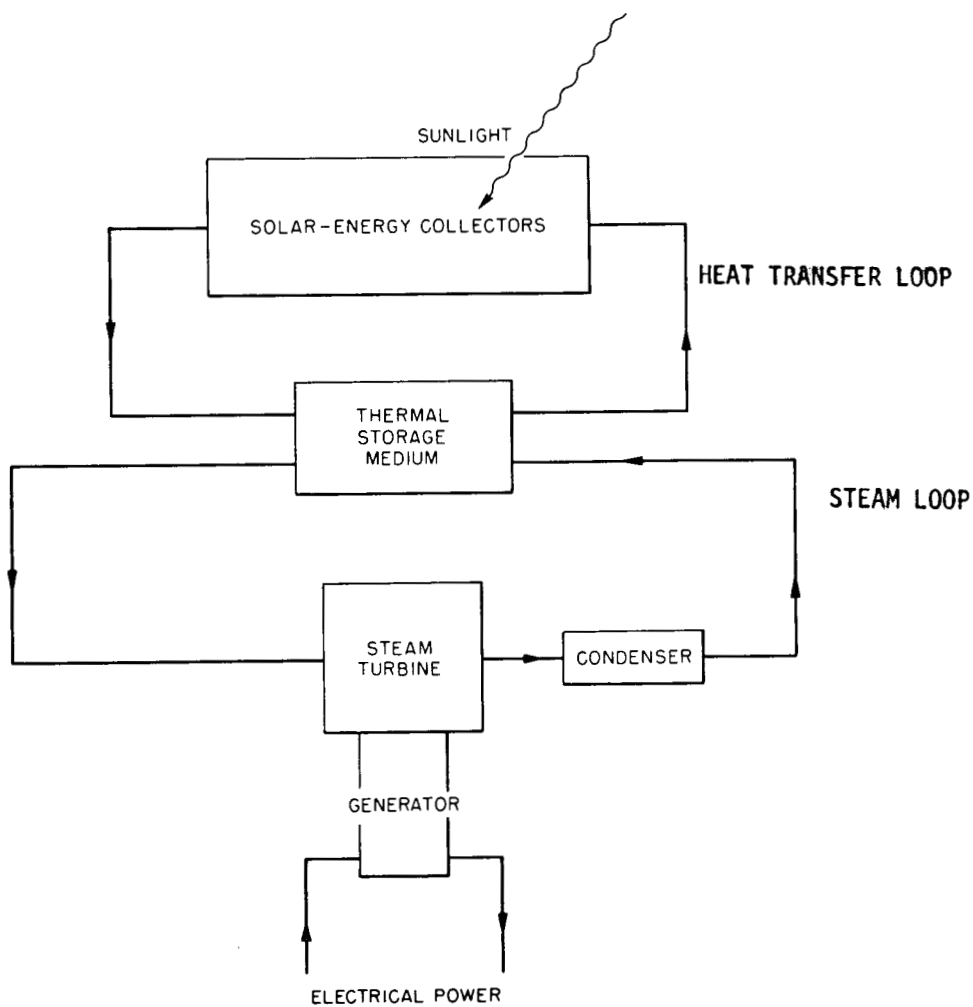 SUNLIGHT
SOLAR-ENERGY COLLECTORS
HEAT TRANSFER LOOP
THERMAL
STORAGE
MEDIUM
STEAM LOOP
STEAM
TURBINE
CONDENSER
GENERATOR
ELECTRICAL POWER